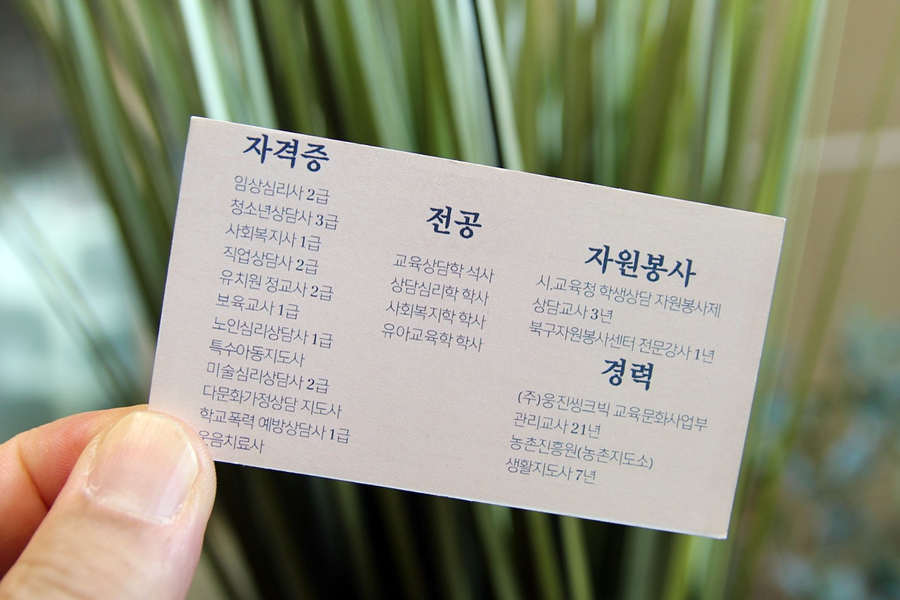 자격증
임상심리사 2급
청소년상담사 3급
사회복지사 1급
직업상담사 2급
유치원 정교사 2급
보육교사 1급
노인심리상담사 1급
특수아동지도사
미술심리상담사 2급
다문화가정상담 지도사
학교폭력 예방상담사 1급
웃음치료사
전공
교육상담학 석사
상담심리학 학사
사회복지학 학사
유아교육학 학사
자원봉사
시.교육청 학생상담 자원봉사제
상담교사 3년
북구자원봉사센터 전문강사 1년
경력
(주)웅진씽크빅 교육문화사업부
관리교사 21년
농촌진흥원(농촌지도소)
생활지도사 7년